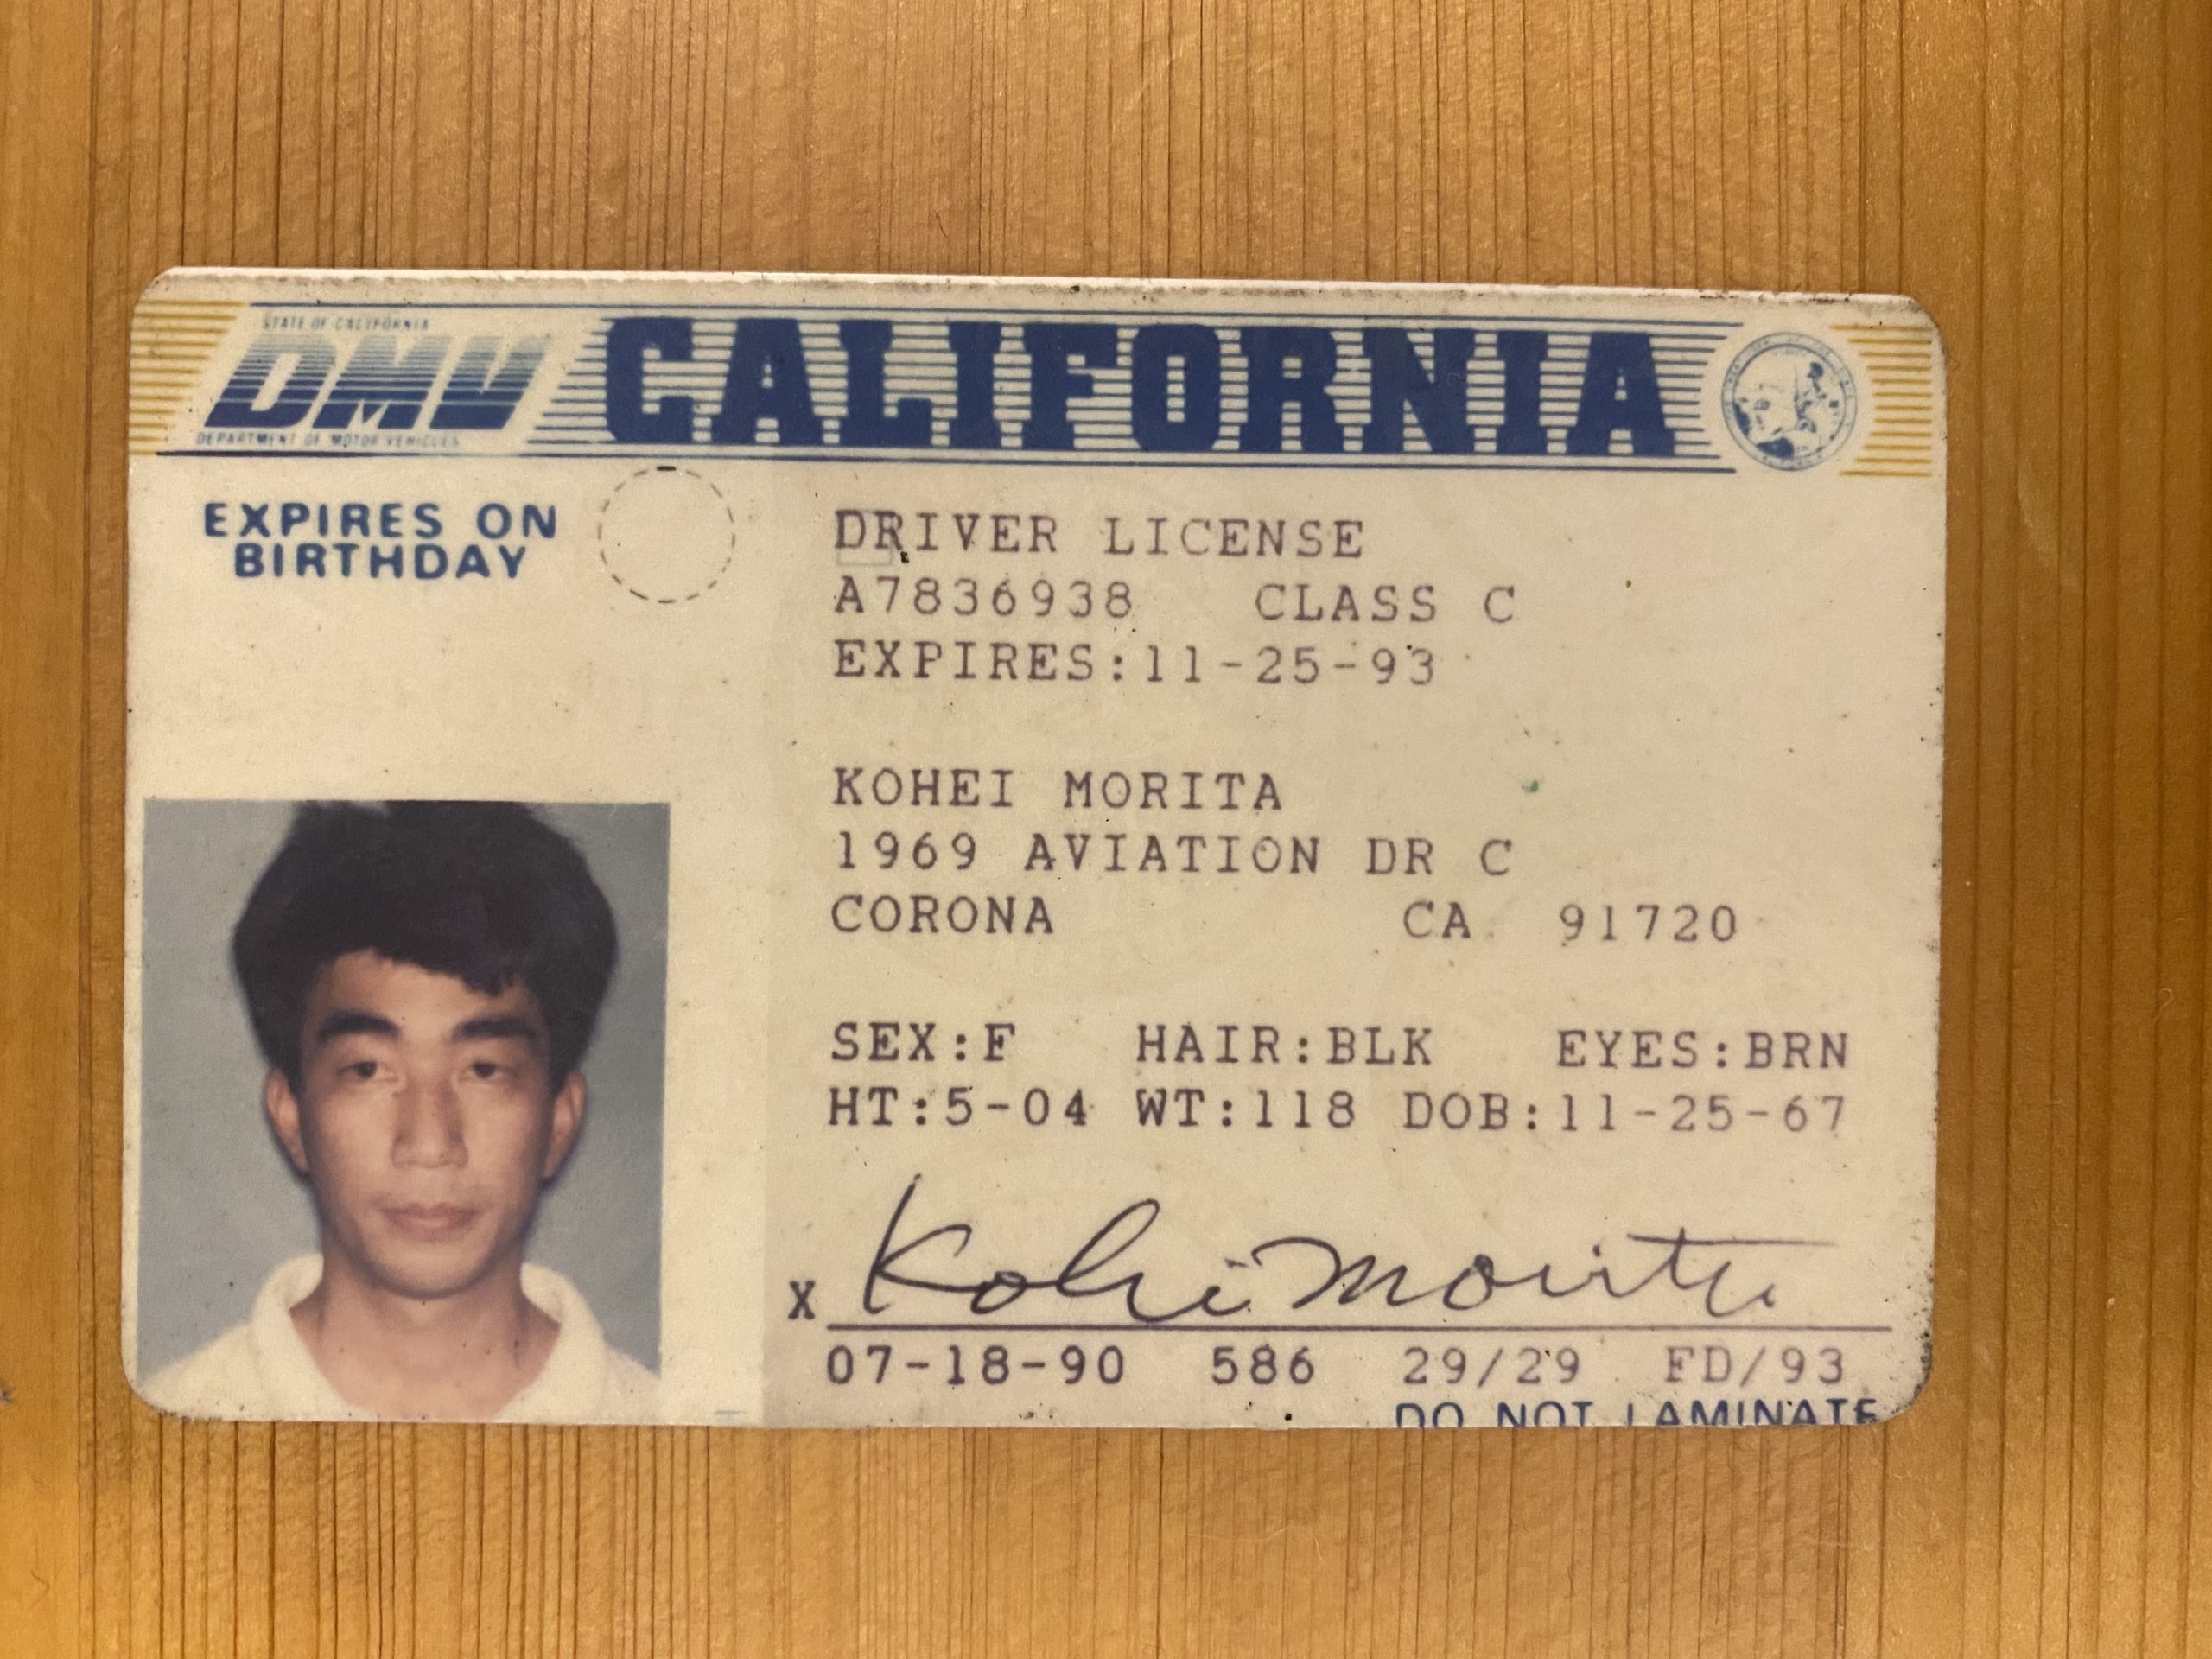 STATE OF CALIFORNIA
DMV
DEPARTMENT OF MOTOR VEHICLES
CALIFORNIA
EXPIRES ON
BIRTHDAY
DRIVER LICENSE
A7836938 CLASS C
EXPIRES:11-25-93
KOHEI MORITA
1969 AVIATION DR C
CORONA CA 91720
SEX:F HAIR:BLK EYES:BRN
HT:5-04 WT:118 DOB:11-25-67
X Kohei Morita
07-18-90 586 29/29 FD/93
DO NOT LAMINATE